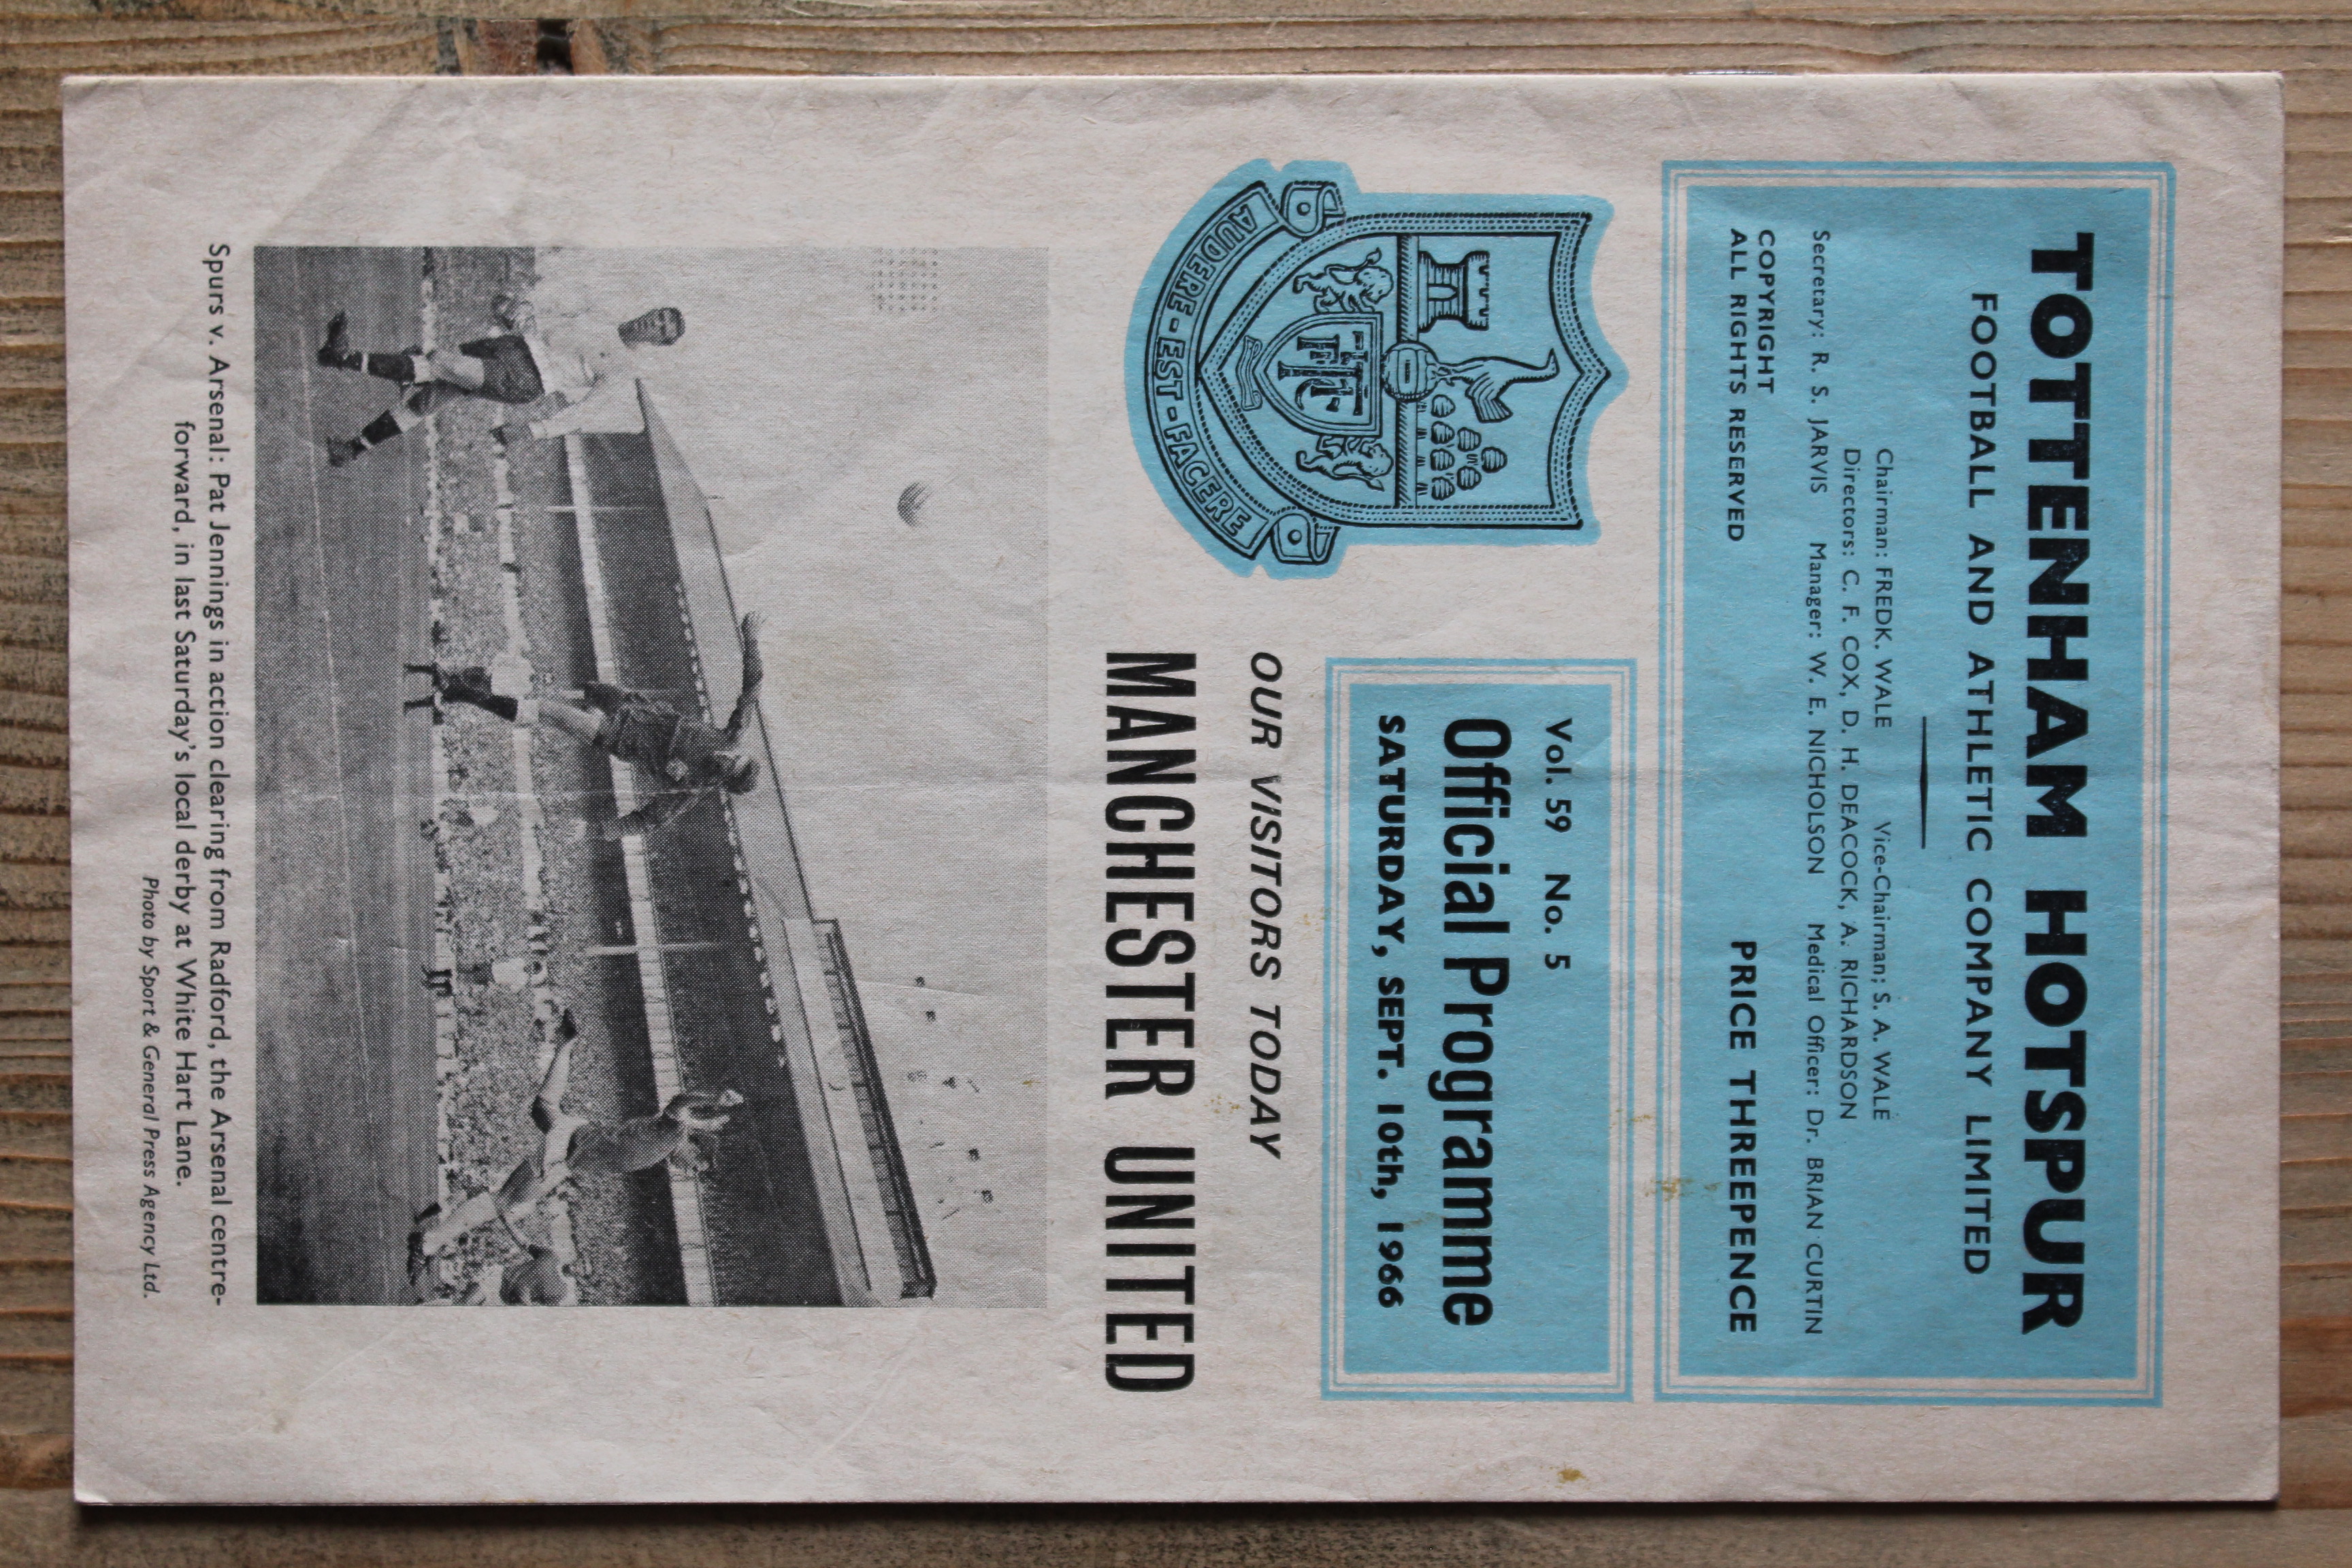 TOTTENHAM HOTSPUR
FOOTBALL AND ATHLETIC COMPANY LIMITED
Chairman: FREDK. WALE Vice-Chairman: S. A. WALE
Directors: C. F. COX, D. H. DEACOCK, A. RICHARDSON
Secretary: R. S. JARVIS Manager: W. E. NICHOLSON Medical Officer: Dr. BRIAN CURTIN
COPYRIGHT
ALL RIGHTS RESERVED PRICE THREEPENCE
AUDERE - EST - FACERE
Vol. 59 No. 5
Official Programme
SATURDAY, SEPT. 10th, 1966
OUR VISITORS TODAY
MANCHESTER UNITED
Spurs v. Arsenal: Pat Jennings in action clearing from Radford, the Arsenal centre-
forward, in last Saturday's local derby at White Hart Lane.
Photo by Sport & General Press Agency Ltd.